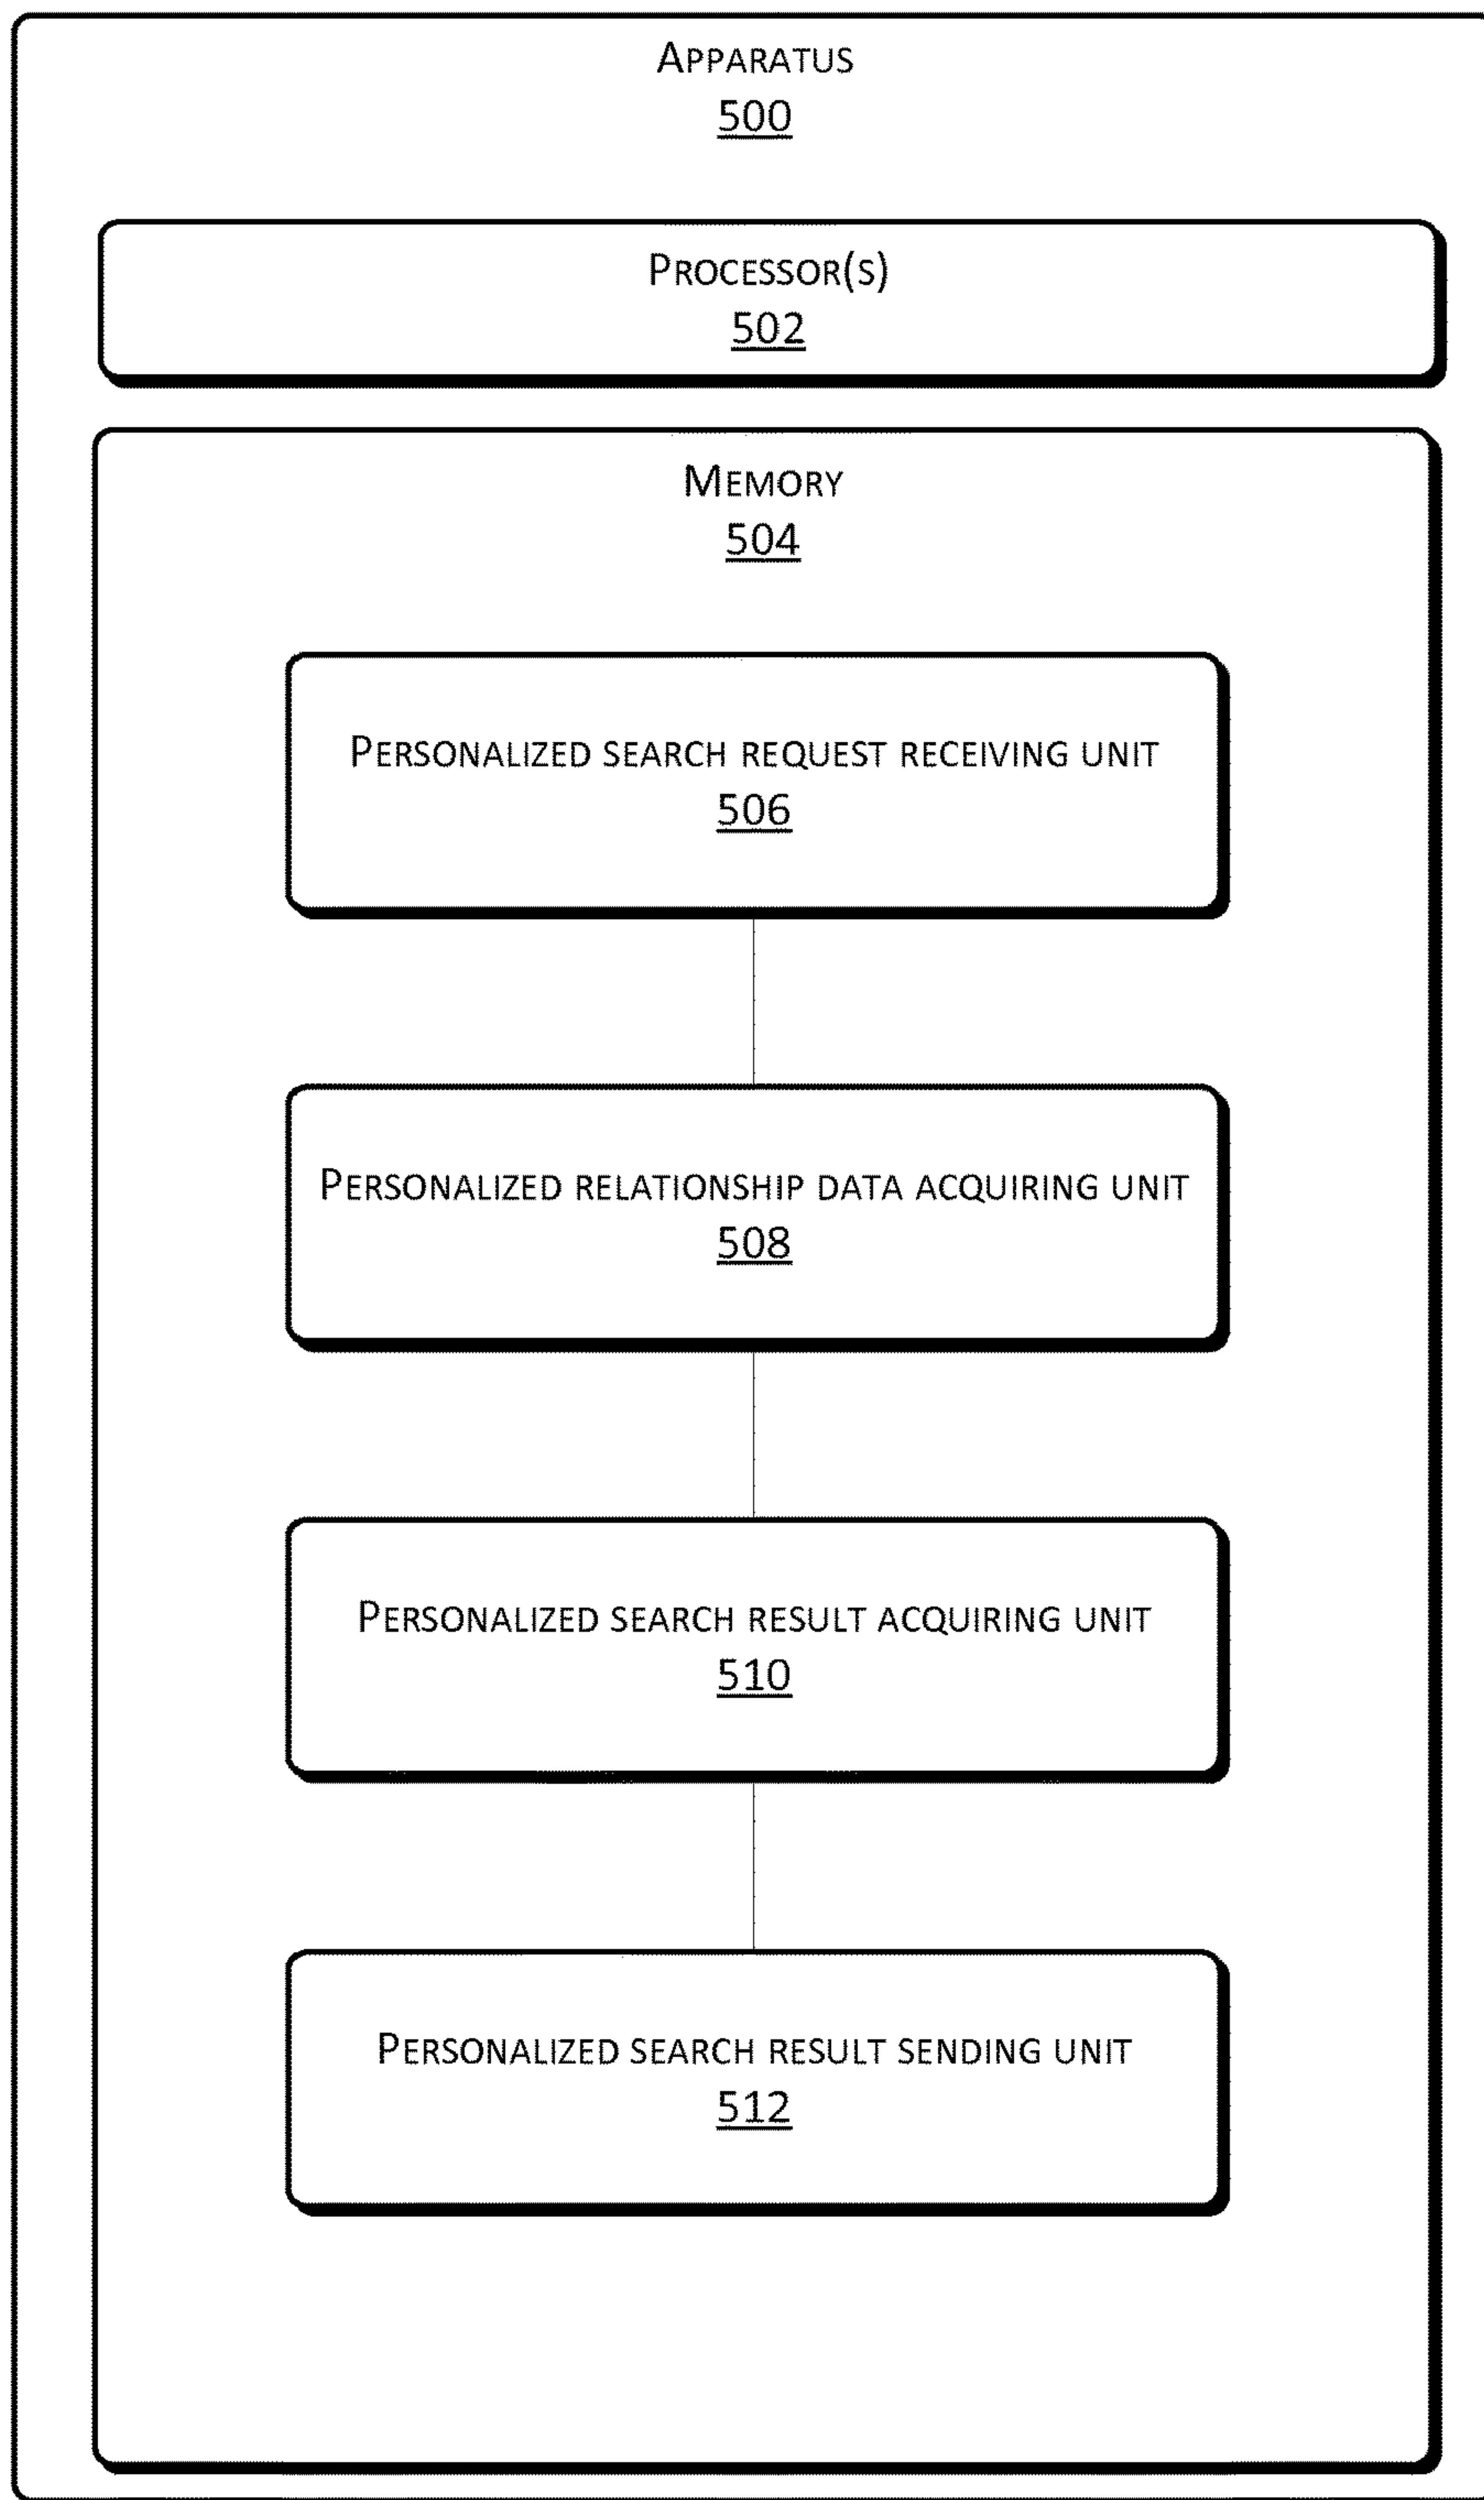 APPARATUS
500
PROCESSOR(S)
502
MEMORY
504
PERSONALIZED SEARCH REQUEST RECEIVING UNIT
506
PERSONALIZED RELATIONSHIP DATA ACQUIRING UNIT
508
PERSONALIZED SEARCH RESULT ACQUIRING UNIT
510
PERSONALIZED SEARCH RESULT SENDING UNIT
512